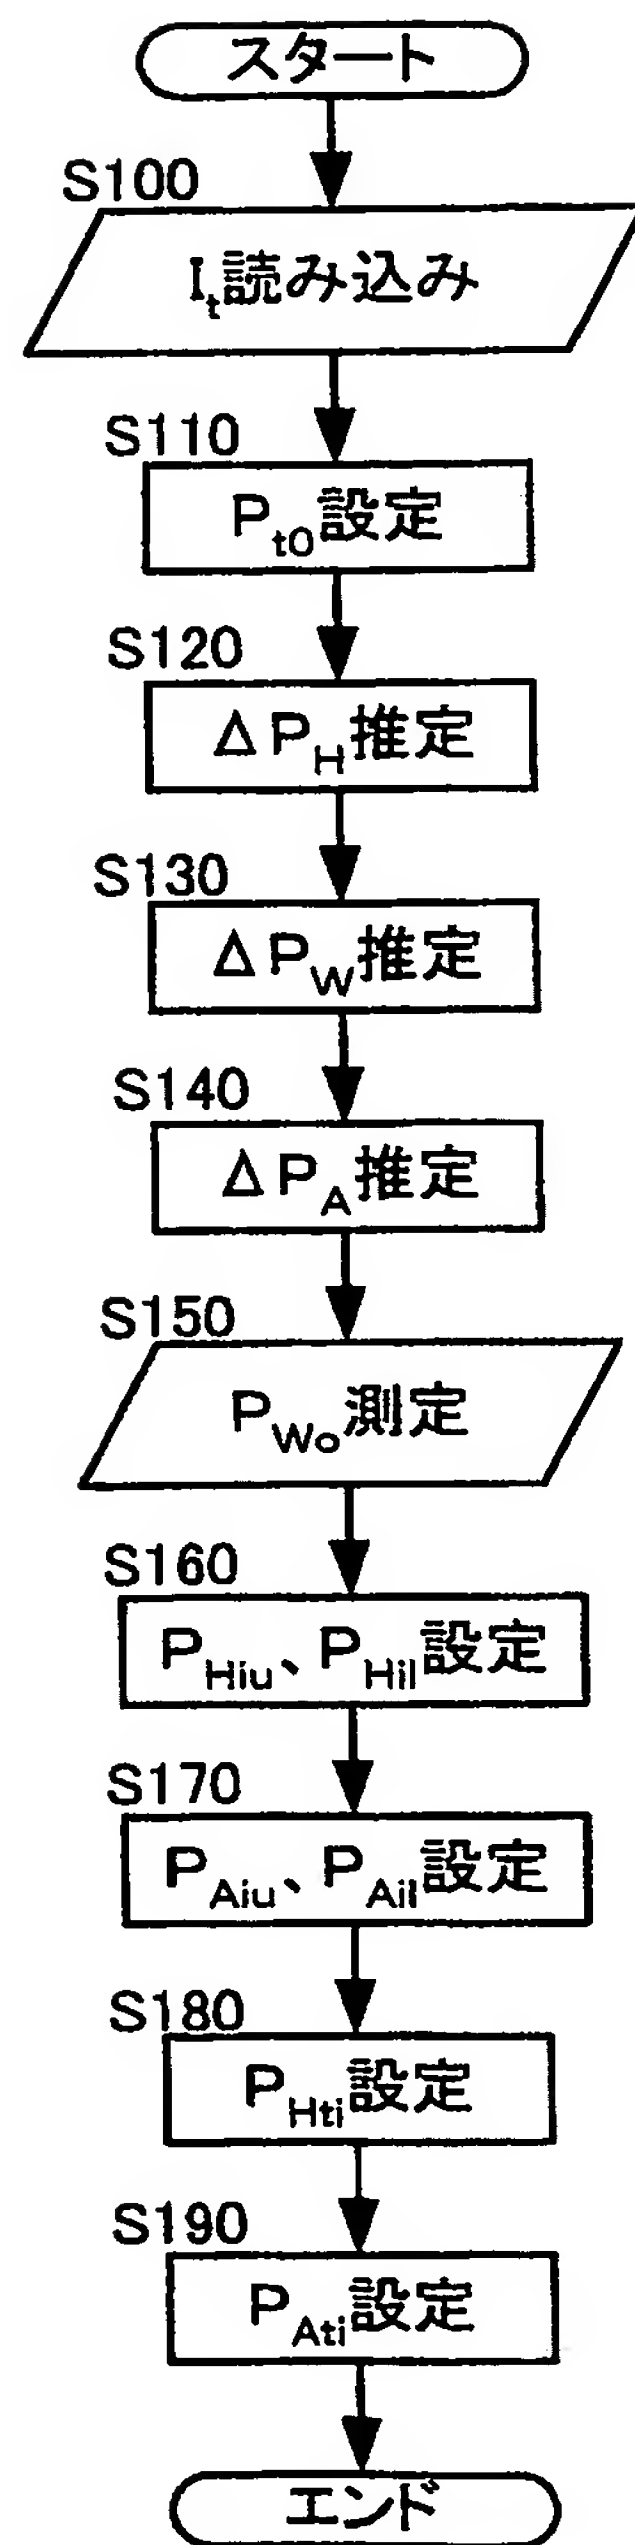 スタート
S100
It読み込み
S110
Pt0設定
S120
ΔPH推定
S130
ΔPW推定
S140
ΔPA推定
S150
PWo測定
S160
PHiu、PHil設定
S170
PAiu、PAil設定
S180
PHti設定
S190
PAti設定
エンド